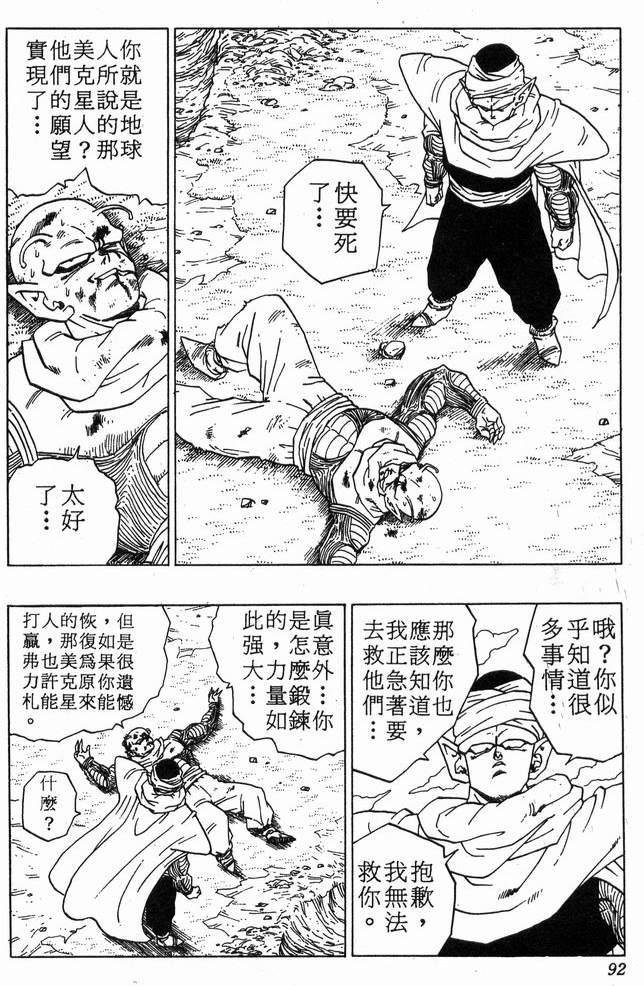 快要死
了…
你就是地球
人所說的那
美克星人？
他們的願望
實現了…
太好
了…
哦？你似
乎知道很
多事情…
那麼你也
應該知道，
我正急著要
去救他們…
抱歉，
我無法
救你。
眞意外…你
是怎麼鍛鍊
的，力量如
此强大…
但是很遺憾
，如果你能
恢復爲原來
的那美克星
人，也許能
打贏弗力札。
什麼？
92